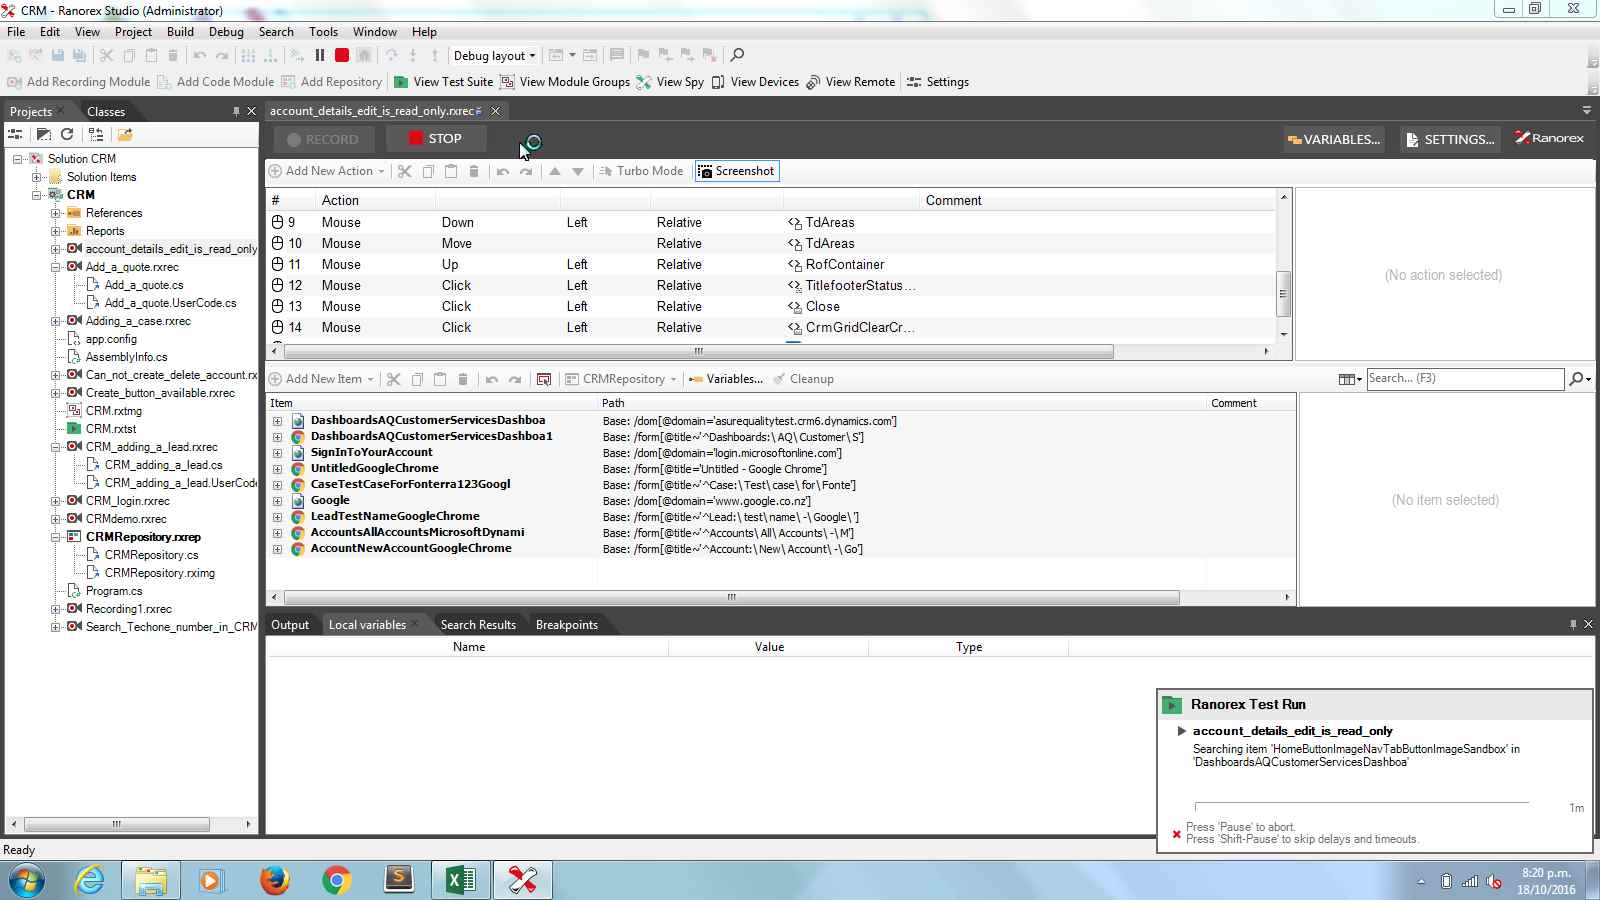 CRM - Ranorex Studio (Administrator)
File Edit View Project Build Debug Search Tools Window Help
Debug layout
Add Recording Module Add Code Module Add Repository View Test Suite View Module Groups View Spy View Devices View Remote Settings
Projects Classes account_details_edit_is_read_only.rxrec*
RECORD STOP VARIABLES... SETTINGS... Ranorex
Solution CRM
Solution Items
CRM
References
Reports
account_details_edit_is_read_only
Add_a_quote.rxrec
Add_a_quote.cs
Add_a_quote.UserCode.cs
Adding_a_case.rxrec
app.config
AssemblyInfo.cs
Can_not_create_delete_account.rx
Create_button_available.rxrec
CRM.rxtmg
CRM.rxtst
CRM_adding_a_lead.rxrec
CRM_adding_a_lead.cs
CRM_adding_a_lead.UserCode
CRM_login.rxrec
CRMdemo.rxrec
CRMRepository.rxrep
CRMRepository.cs
CRMRepository.rximg
Program.cs
Recording1.rxrec
Search_Techone_number_in_CRM
Add New Action Turbo Mode Screenshot
# Action Comment
9 Mouse Down Left Relative TdAreas
10 Mouse Move Relative TdAreas
11 Mouse Up Left Relative RofContainer
12 Mouse Click Left Relative TitlefooterStatus...
13 Mouse Click Left Relative Close
14 Mouse Click Left Relative CrmGridClearCr...
(No action selected)
Add New Item CRMRepository Variables... Cleanup Search... (F3)
Item Path Comment
DashboardsAQCustomerServicesDashboa Base: /dom[@domain='asurequalitytest.crm6.dynamics.com']
DashboardsAQCustomerServicesDashboa1 Base: /form[@title~'^Dashboards:\ AQ\ Customer\ S']
SignInToYourAccount Base: /dom[@domain='login.microsoftonline.com']
UntitledGoogleChrome Base: /form[@title='Untitled - Google Chrome']
CaseTestCaseForFonterra123Googl Base: /form[@title~'^Case:\ Test\ case\ for\ Fonte']
Google Base: /dom[@domain='www.google.co.nz']
LeadTestNameGoogleChrome Base: /form[@title~'^Lead:\ test\ name\ -\ Google\ ']
AccountsAllAccountsMicrosoftDynami Base: /form[@title~'^Accounts\ All\ Accounts\ -\ M']
AccountNewAccountGoogleChrome Base: /form[@title~'^Account:\ New\ Account\ -\ Go']
(No item selected)
Output Local variables Search Results Breakpoints
Name Value Type
Ranorex Test Run
account_details_edit_is_read_only
Searching item 'HomeButtonImageNavTabButtonImageSandbox' in
'DashboardsAQCustomerServicesDashboa'
1m
Press 'Pause' to abort.
Press 'Shift-Pause' to skip delays and timeouts.
Ready
8:20 p.m.
18/10/2016